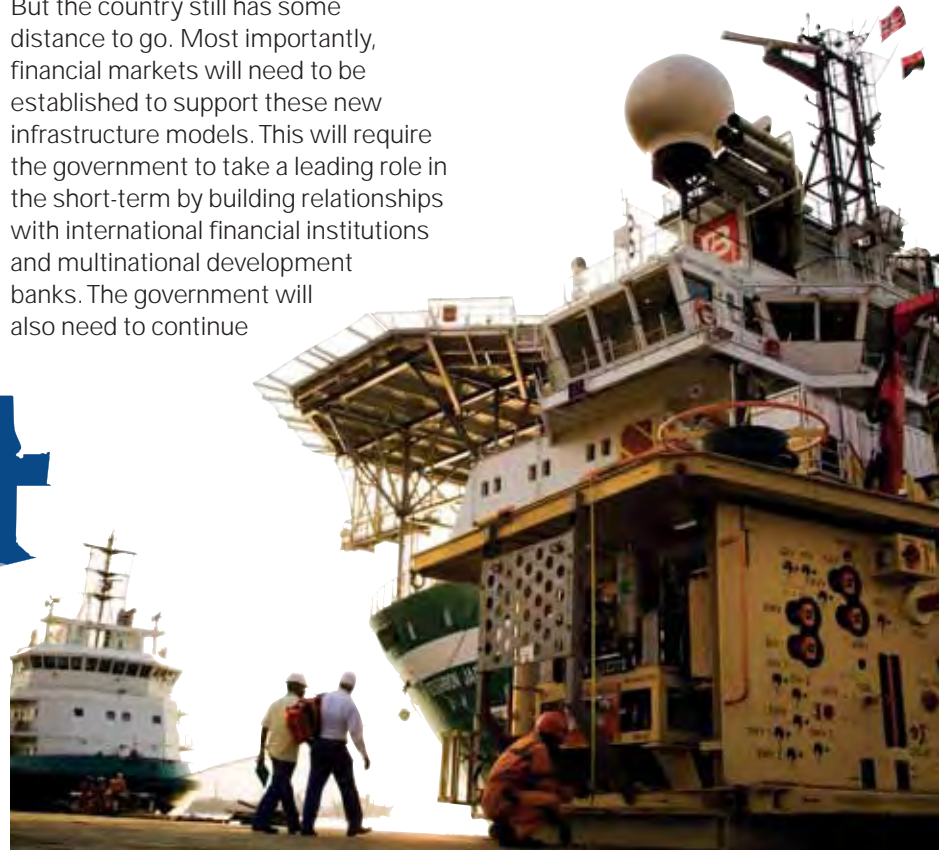 But the country still has some
distance to go. Most importantly,
financial markets will need to be
established to support these new
infrastructure models. This will require
the government to take a leading role in
the short-term by building relationships
with international financial institutions
and multinational development
banks. The government will
also need to continue